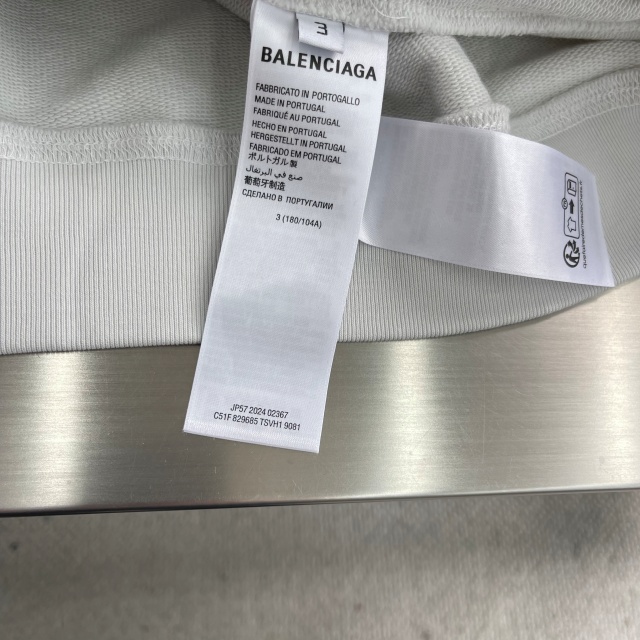 3
BALENCIAGA
FABBRICATO IN PORTOGALLO
MADE IN PORTUGAL
FABRIQUÉ AU PORTUGAL
HECHO EN PORTUGAL
HERGESTELLT IN PORTUGAL
FABRICADO EM PORTUGAL
ポルトガル製
صنع في البرتغال
葡萄牙制造
СДЕЛАНО В ПОРТУГАЛИИ
3 (180/104A)
JP57 2024 02367
C51F 829685 TSVH1 9081